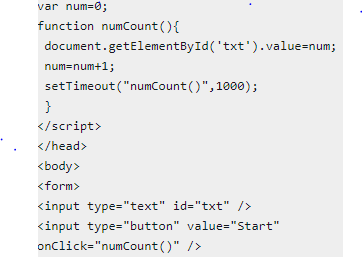 var num=0;
function numCount(){
document.getElementById('txt').value=num;
num=num+1;
setTimeout("numCount()",1000);
}
</script>
</head>
<body>
<form>
<input type="text" id="txt" />
<input type="button" value="Start"
onClick="numCount()" />